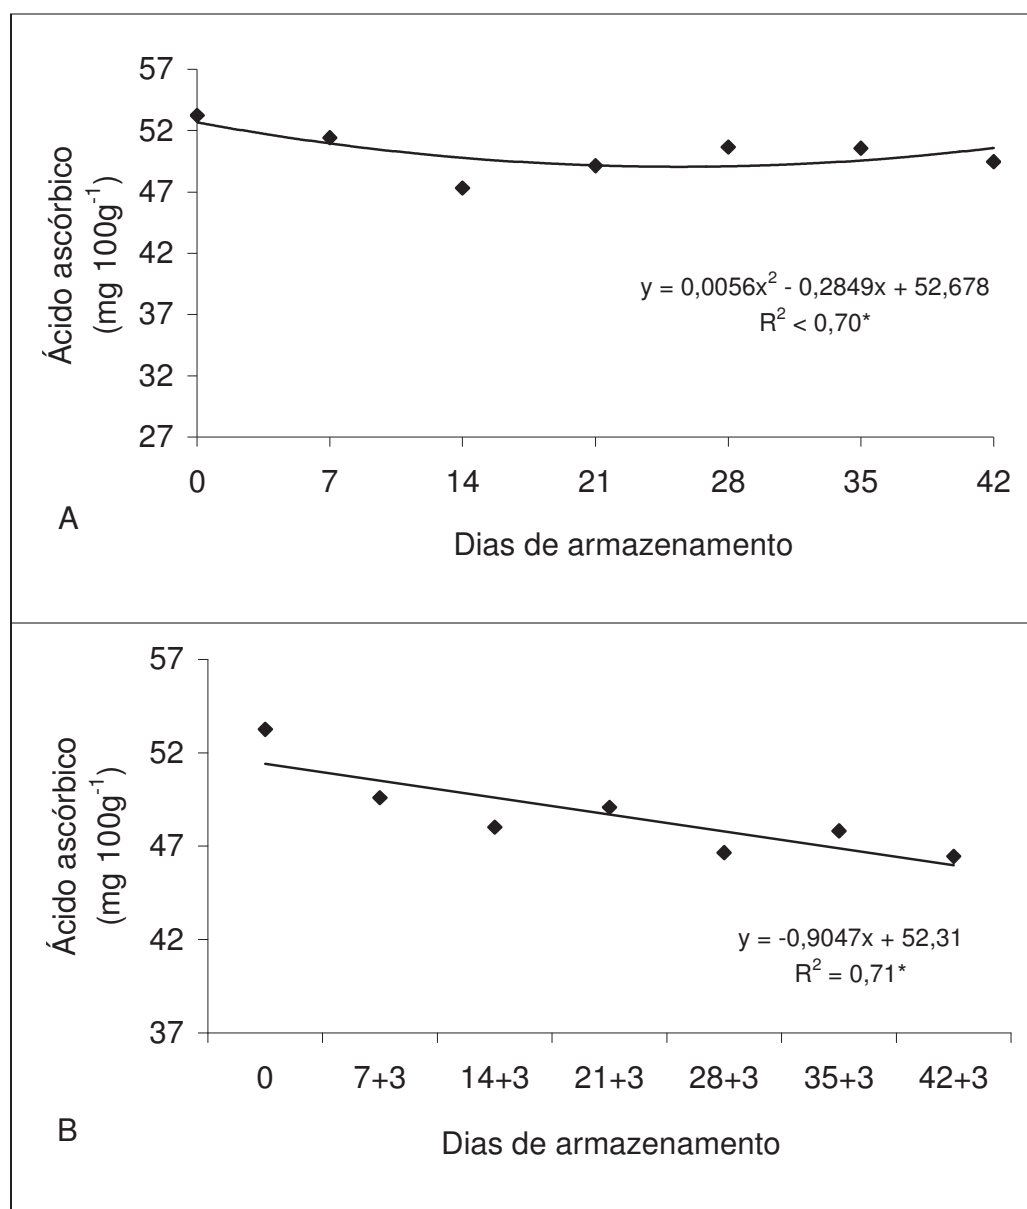 57
52
47
42
37
32
27
Ácido ascórbico
(mg 100g⁻¹)
y = 0,0056x² - 0,2849x + 52,678
R² < 0,70*
0 7 14 21 28 35 42
A
Dias de armazenamento
57
52
47
42
37
Ácido ascórbico
(mg 100g⁻¹)
y = -0,9047x + 52,31
R² = 0,71*
0 7+3 14+3 21+3 28+3 35+3 42+3
B
Dias de armazenamento